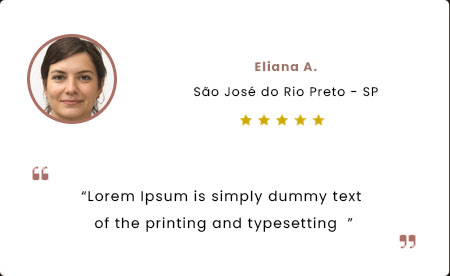 Eliana A.
São José do Rio Preto - SP
“Lorem Ipsum is simply dummy text
of the printing and typesetting ”